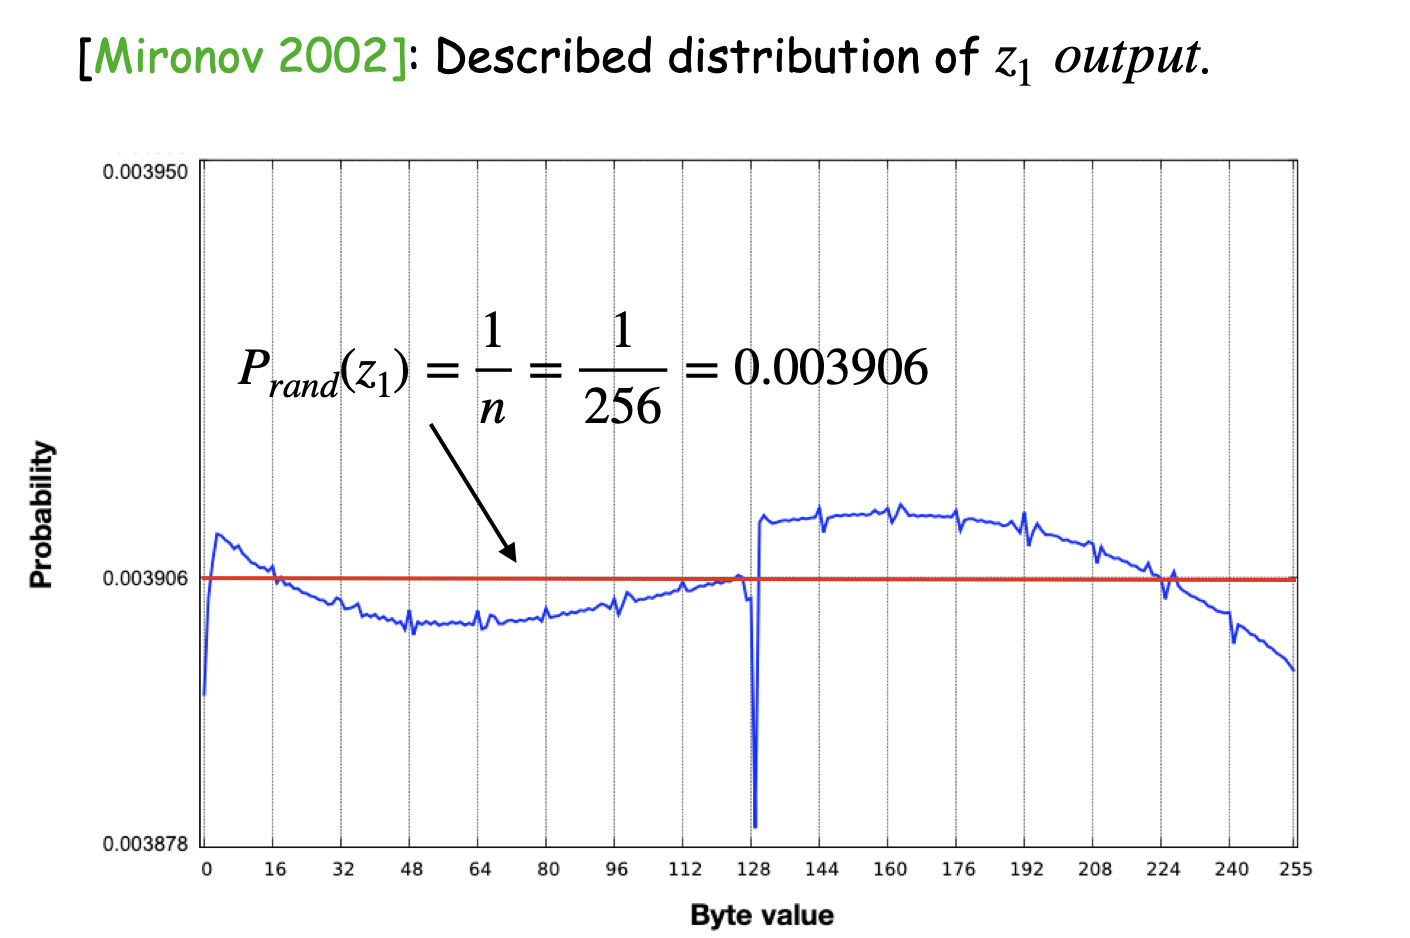 [Mironov 2002]: Described distribution of z₁ output.
0.003950
P_rand(z₁) = 1/n = 1/256 = 0.003906
Probability
0.003906
0.003878
0 16 32 48 64 80 96 112 128 144 160 176 192 208 224 240 255
Byte value